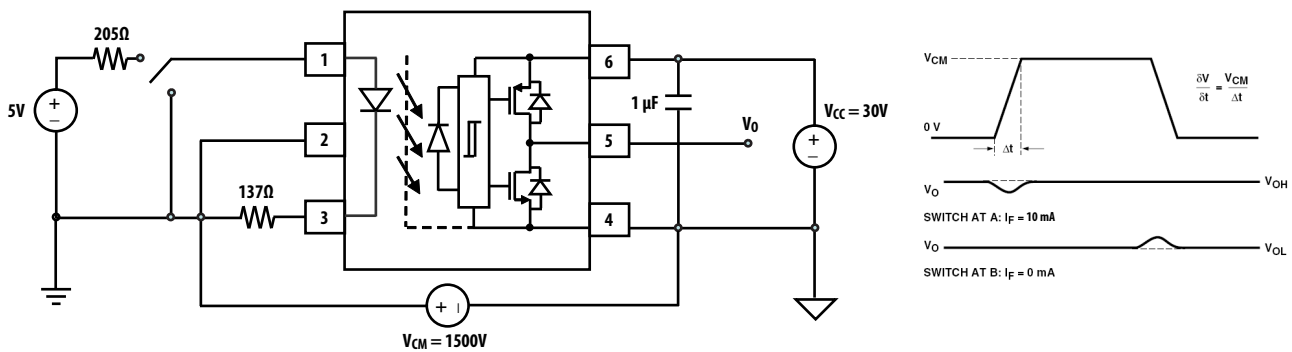 205Ω
5V
+
–
1
2
3
137Ω
6
5
4
1 µF
V_O
V_CC = 30V
+
–
+ –
V_CM = 1500V
V_CM
δV/δt = V_CM/Δt
0 V
Δt
V_O V_OH
SWITCH AT A: I_F = 10 mA
V_O V_OL
SWITCH AT B: I_F = 0 mA